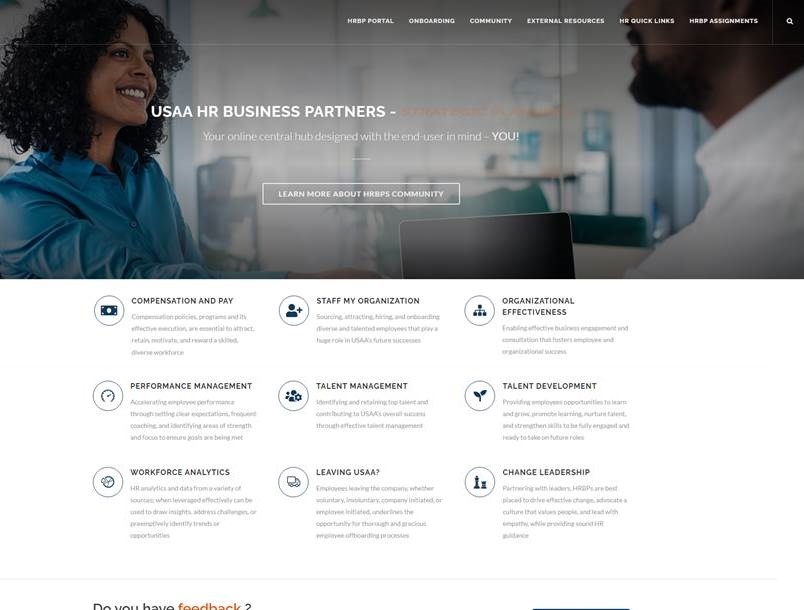 HRBP PORTAL ONBOARDING COMMUNITY EXTERNAL RESOURCES HR QUICK LINKS HRBP ASSIGNMENTS
USAA HR BUSINESS PARTNERS -
Your online central hub designed with the end-user in mind – YOU!
LEARN MORE ABOUT HRBPS COMMUNITY
COMPENSATION AND PAY
Compensation policies, programs and its
effective execution, are essential to attract,
retain, motivate, and reward a skilled,
diverse workforce
STAFF MY ORGANIZATION
Sourcing, attracting, hiring, and onboarding
diverse and talented employees that play a
huge role in USAA's future successes
ORGANIZATIONAL
EFFECTIVENESS
Enabling effective business engagement and
consultation that fosters employee and
organizational success
PERFORMANCE MANAGEMENT
Accelerating employee performance
through setting clear expectations, frequent
coaching, and identifying areas of strength
and focus to ensure goals are being met
TALENT MANAGEMENT
Identifying and retaining top talent and
contributing to USAA's overall success
through effective talent management
TALENT DEVELOPMENT
Providing employees opportunities to learn
and grow, promote learning, nurture talent,
and strengthen skills to be fully engaged and
ready to take on future roles
WORKFORCE ANALYTICS
HR analytics and data from a variety of
sources; when leveraged effectively can be
used to draw insights, address challenges, or
preemptively identify trends or
opportunities
LEAVING USAA?
Employees leaving the company, whether
voluntary, involuntary, company initiated, or
employee initiated, underlines the
opportunity for thorough and gracious
employee offboarding processes
CHANGE LEADERSHIP
Partnering with leaders, HRBPs are best
placed to drive effective change, advocate a
culture that values people, and lead with
empathy, while providing sound HR
guidance
Do you have feedback ?